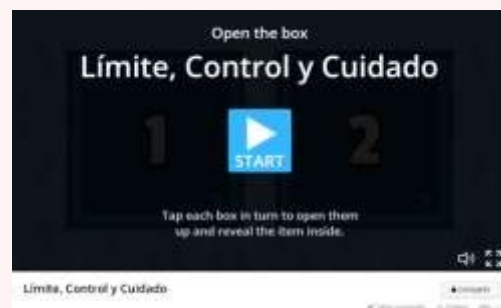 Open the box
Límite, Control y Cuidado
1 2
START
Tap each box in turn to open them
up and reveal the item inside.
Límite, Control y Cuidado